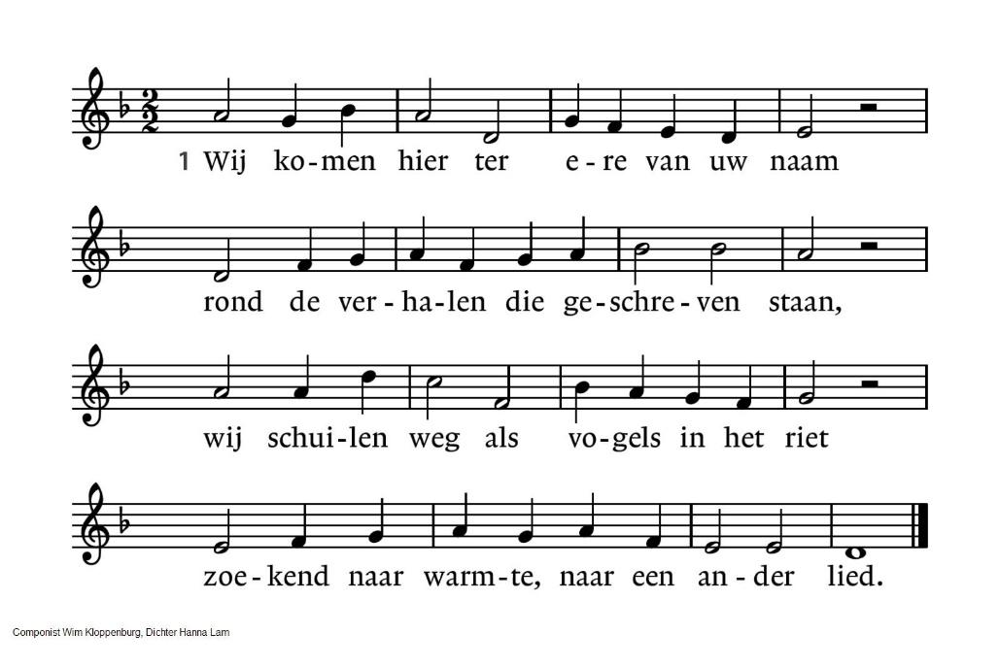 2
2
1 Wij ko-men hier ter e-re van uw naam
rond de ver-ha-len die ge-schre-ven staan,
wij schui-len weg als vo-gels in het riet
zoe-kend naar warm-te, naar een an-der lied.
Componist Wim Kloppenburg, Dichter Hanna Lam